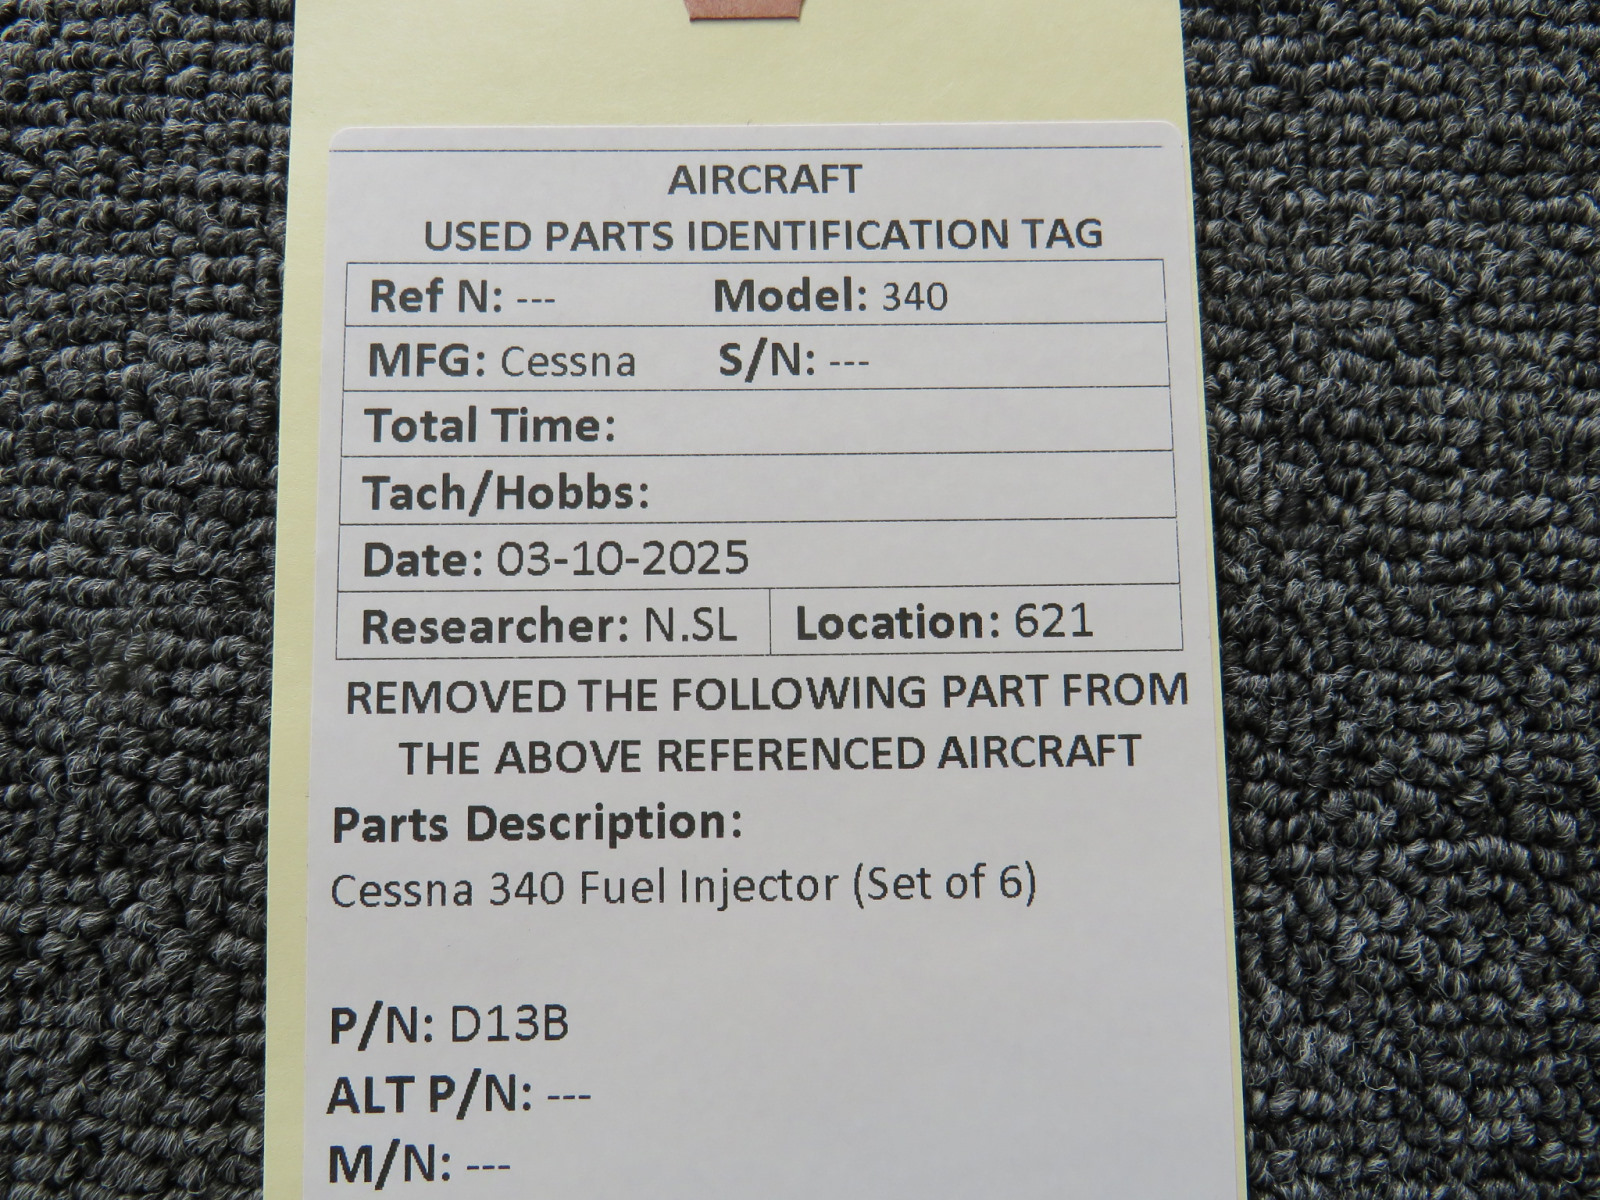 AIRCRAFT
USED PARTS IDENTIFICATION TAG
Ref N: --- Model: 340
MFG: Cessna S/N: ---
Total Time:
Tach/Hobbs:
Date: 03-10-2025
Researcher: N.SL Location: 621
REMOVED THE FOLLOWING PART FROM
THE ABOVE REFERENCED AIRCRAFT
Parts Description:
Cessna 340 Fuel Injector (Set of 6)
P/N: D13B
ALT P/N: ---
M/N: ---